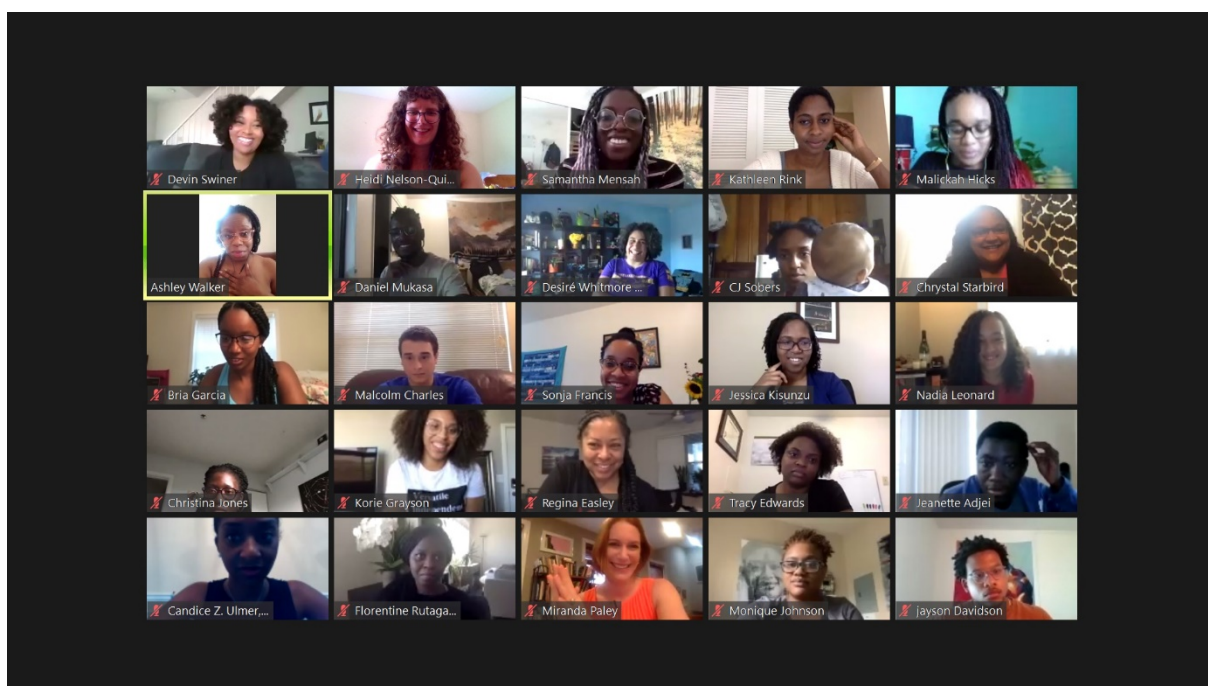 Devin Swiner
Heidi Nelson-Qui...
Samantha Mensah
Kathleen Rink
Malickah Hicks
Ashley Walker
Daniel Mukasa
Desiré Whitmore ...
CJ Sobers
Chrystal Starbird
Bria Garcia
Malcolm Charles
Sonja Francis
Jessica Kisunzu
Nadia Leonard
Christina Jones
Korie Grayson
Regina Easley
Tracy Edwards
Jeanette Adjei
Candice Z. Ulmer,...
Florentine Rutaga...
Miranda Paley
Monique Johnson
jayson Davidson